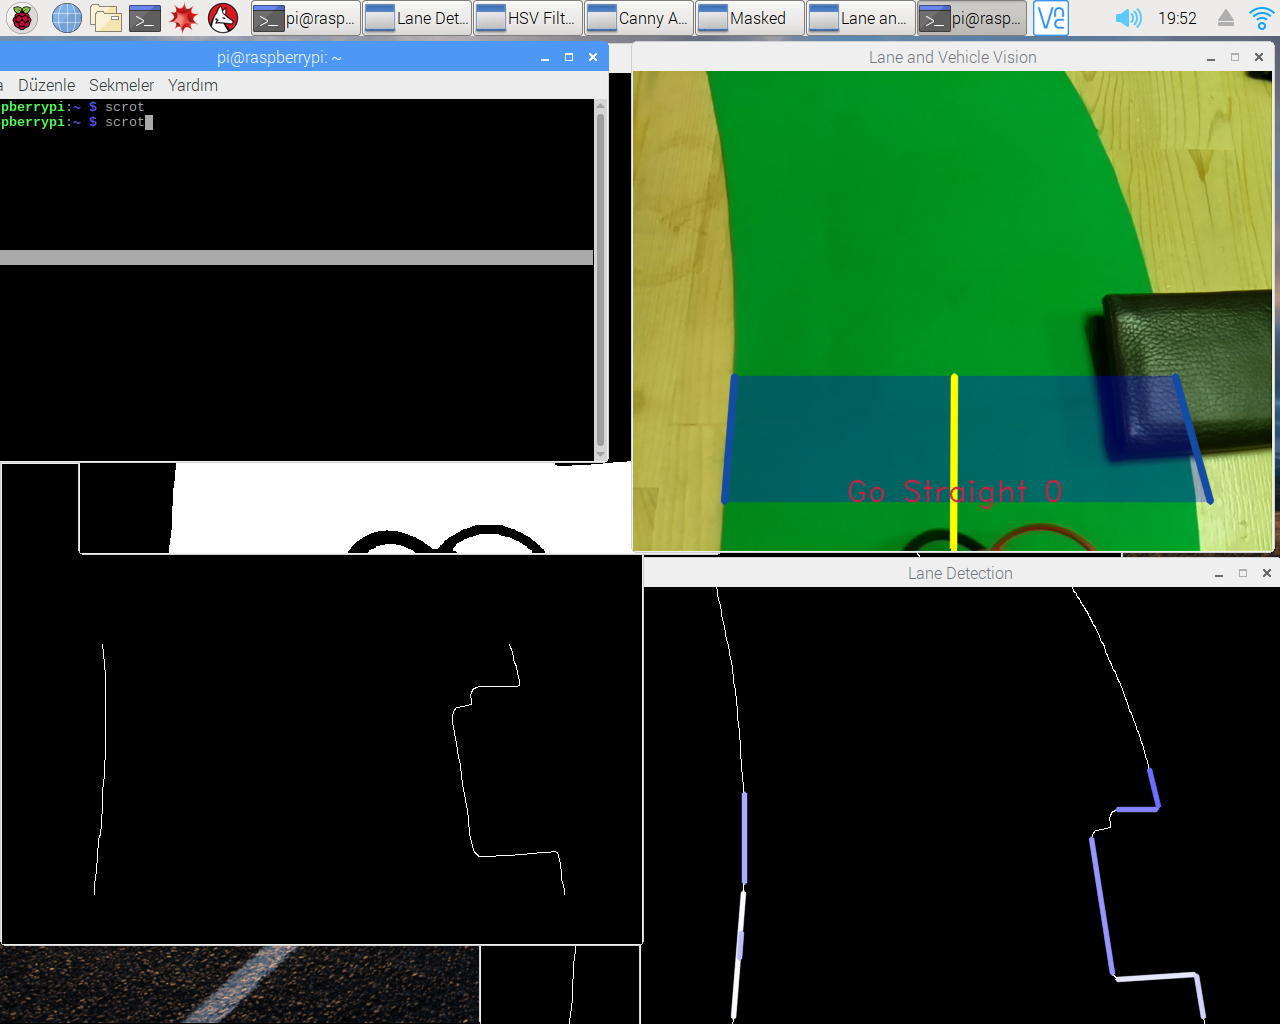 pi@rasp...
Lane Det...
HSV Filt...
Canny A...
Masked
Lane an...
pi@rasp...
19:52
pi@raspberrypi: ~
a Düzenle Sekmeler Yardım
pberrypi:~ $ scrot
pberrypi:~ $ scrot
Lane and Vehicle Vision
Go Straight 0
Lane Detection